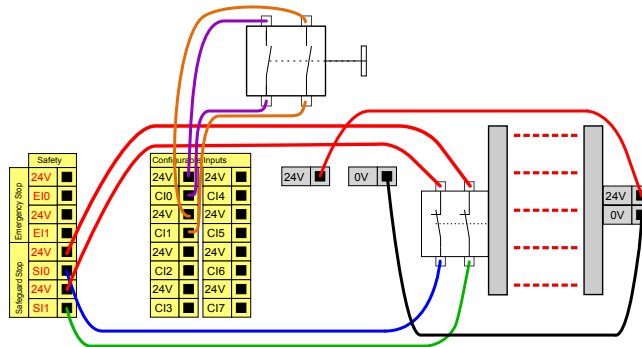 Safety
Emergency Stop
24V
EI0
24V
EI1
Safeguard Stop
24V
SI0
24V
SI1
Configurable Inputs
24V 24V
CI0 CI4
24V 24V
CI1 CI5
24V 24V
CI2 CI6
24V 24V
CI3 CI7
24V 0V
24V
0V